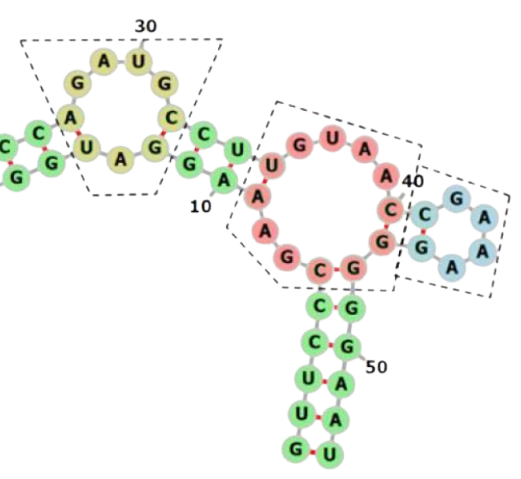 30
A U
G G
A C
C C
C U G U A G U A
G A G U
G A A 40
A G
10 C C A
A G G A
G C G A
C G
C G
50
U A
U A
G U